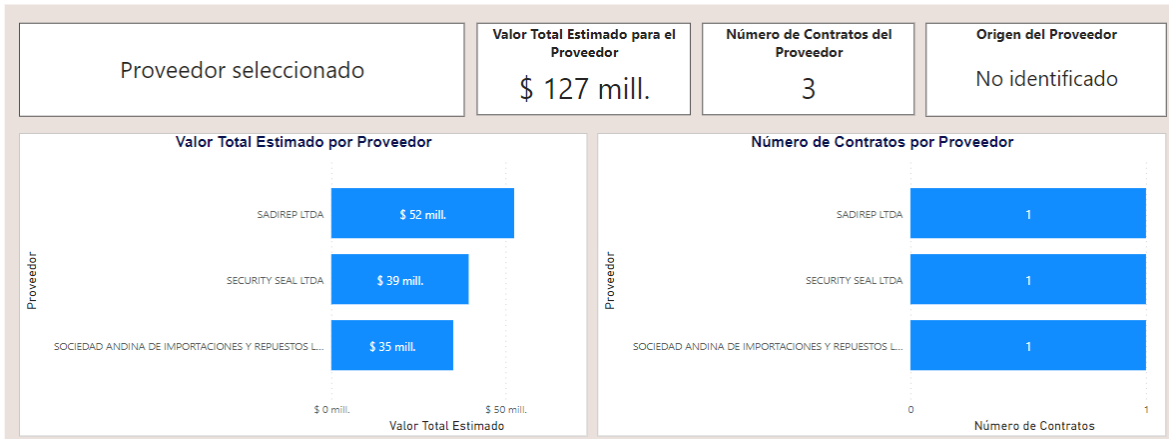 Proveedor seleccionado
Valor Total Estimado para el
Proveedor
$ 127 mill.
Número de Contratos del
Proveedor
3
Origen del Proveedor
No identificado
Valor Total Estimado por Proveedor
Proveedor
SADIREP LTDA
$ 52 mill.
SECURITY SEAL LTDA
$ 39 mill.
SOCIEDAD ANDINA DE IMPORTACIONES Y REPUESTOS L...
$ 35 mill.
$ 0 mill.
$ 50 mill.
Valor Total Estimado
Número de Contratos por Proveedor
Proveedor
SADIREP LTDA
1
SECURITY SEAL LTDA
1
SOCIEDAD ANDINA DE IMPORTACIONES Y REPUESTOS L...
1
0
1
Número de Contratos